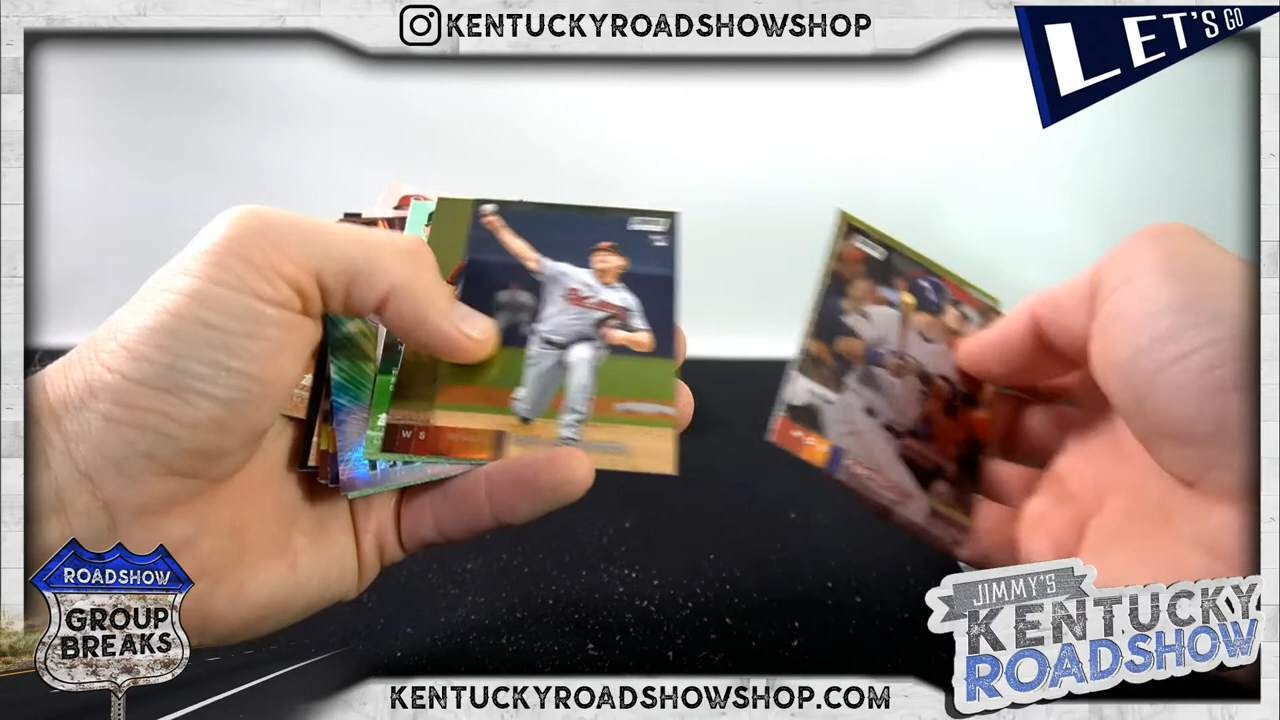 KENTUCKYROADSHOWSHOP
LET'S GO
W S
ROADSHOW
GROUP
BREAKS
JIMMY'S
KENTUCKY
ROADSHOW
KENTUCKYROADSHOWSHOP.COM